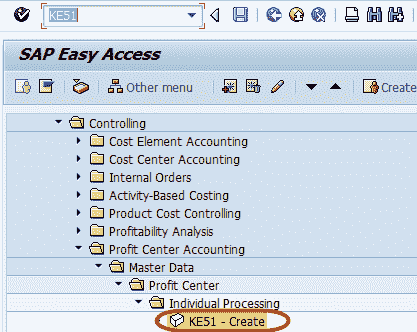 KE51
SAP Easy Access
Other menu
Create
Controlling
Cost Element Accounting
Cost Center Accounting
Internal Orders
Activity-Based Costing
Product Cost Controlling
Profitability Analysis
Profit Center Accounting
Master Data
Profit Center
Individual Processing
KE51 - Create